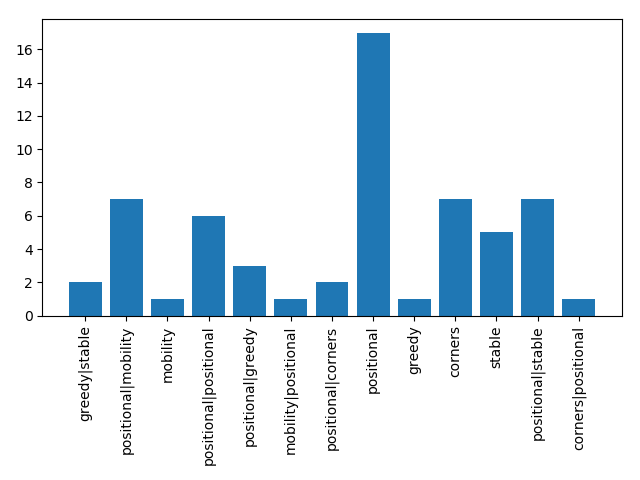 16
14
12
10
8
6
4
2
0
greedy|stable
positional|mobility
mobility
positional|positional
positional|greedy
mobility|positional
positional|corners
positional
greedy
corners
stable
positional|stable
corners|positional